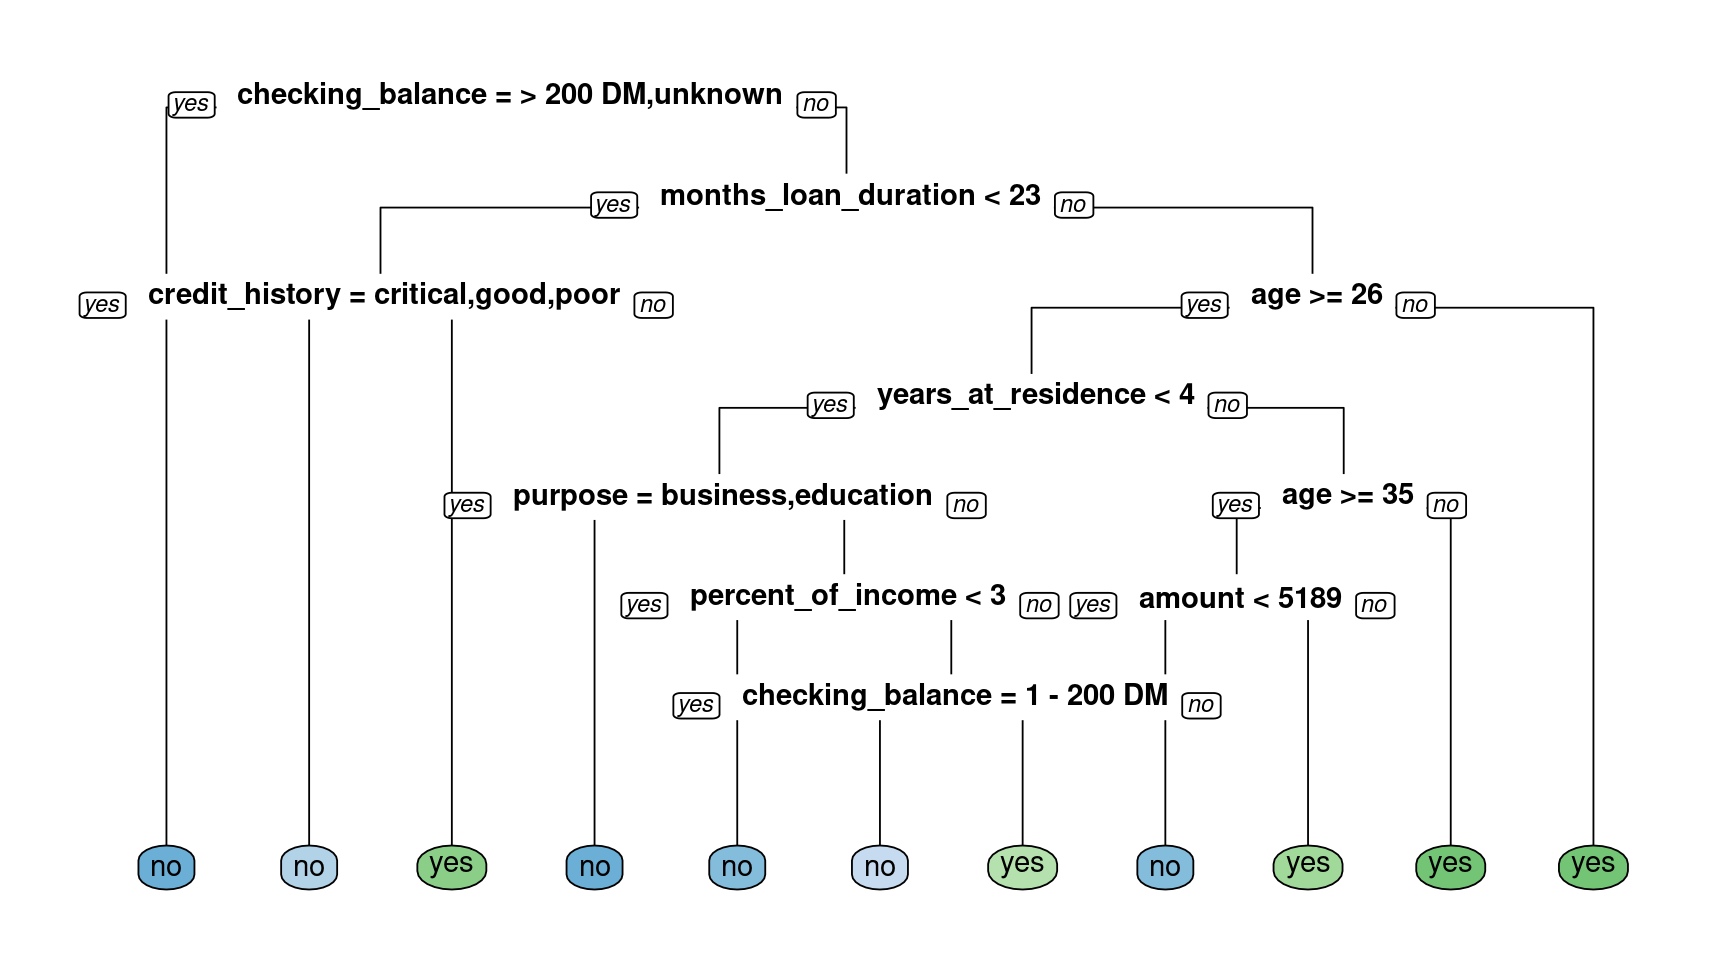 yes checking_balance = > 200 DM,unknown no
yes months_loan_duration < 23 no
yes credit_history = critical,good,poor no yes age >= 26 no
yes years_at_residence < 4 no
yes purpose = business,education no yes age >= 35 no
yes percent_of_income < 3 no yes amount < 5189 no
yes checking_balance = 1 - 200 DM no
no no yes no no no yes no yes yes yes